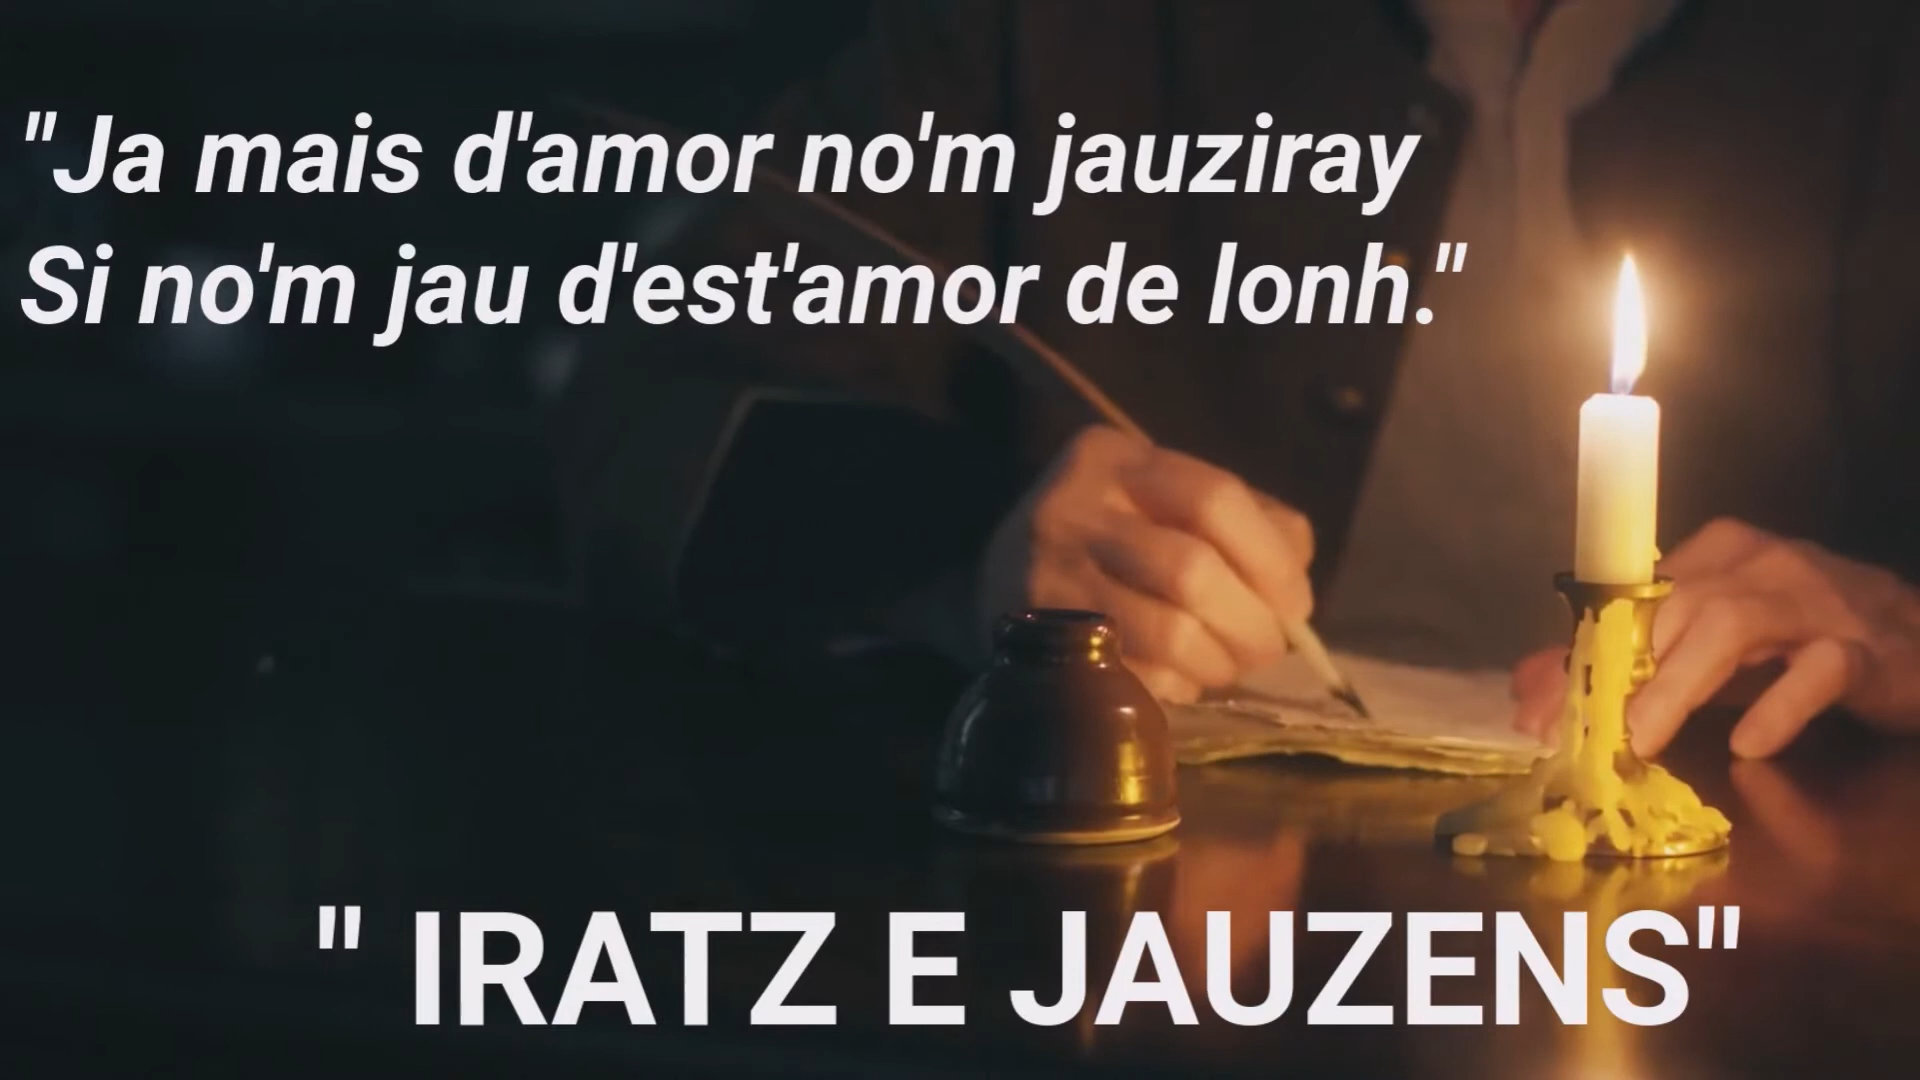 "Ja mais d'amor no'm jauziray
Si no'm jau d'est'amor de lonh."
" IRATZ E JAUZENS"